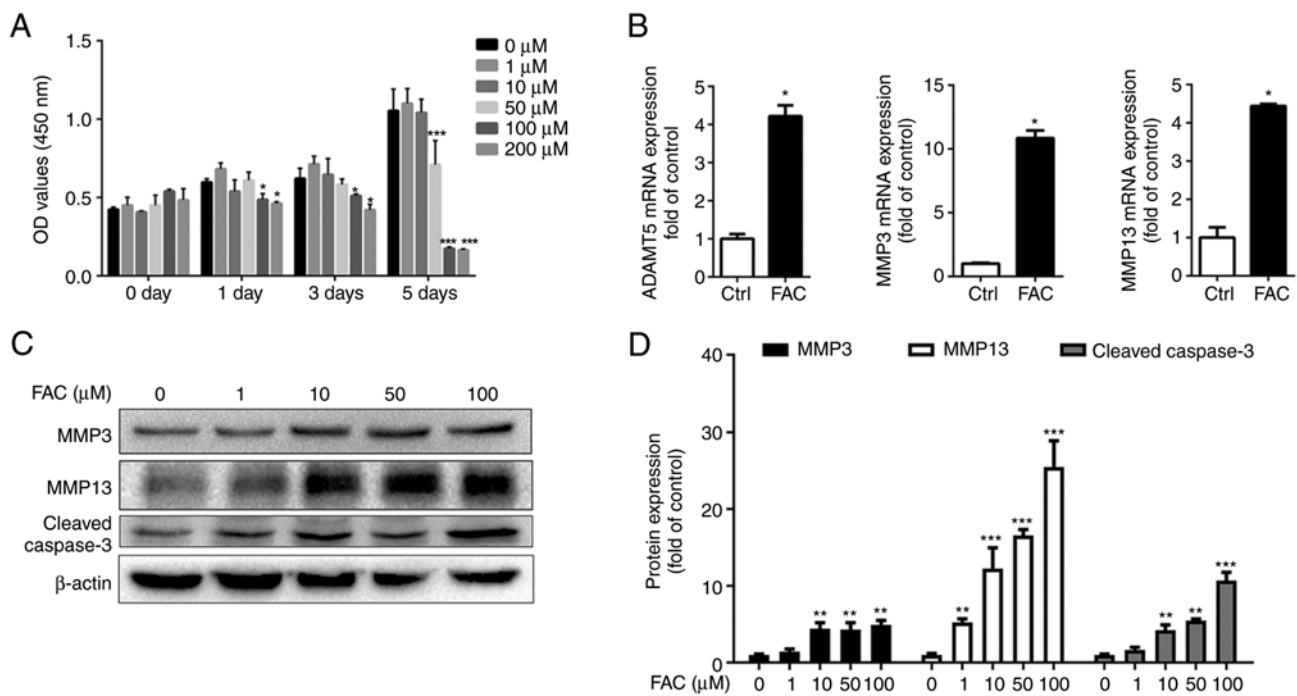 A
1.5
1.0
0.5
0.0
OD values (450 nm)
0 μM
1 μM
10 μM
50 μM
100 μM
200 μM
* * * * *** *** ***
0 day 1 day 3 days 5 days
B
ADAMT5 mRNA expression
fold of control
5
4
3
2
1
0
*
Ctrl FAC
MMP3 mRNA expression
(fold of control)
15
10
5
0
*
Ctrl FAC
MMP13 mRNA expression
(fold of control)
5
4
3
2
1
0
*
Ctrl FAC
C
FAC (μM) 0 1 10 50 100
MMP3
MMP13
Cleaved
caspase-3
β-actin
D
MMP3 MMP13 Cleaved caspase-3
Protein expression
(fold of control)
40
30
20
10
0
** ** ** ** *** *** *** ** ** ***
FAC (μM) 0 1 10 50 100 0 1 10 50 100 0 1 10 50 100